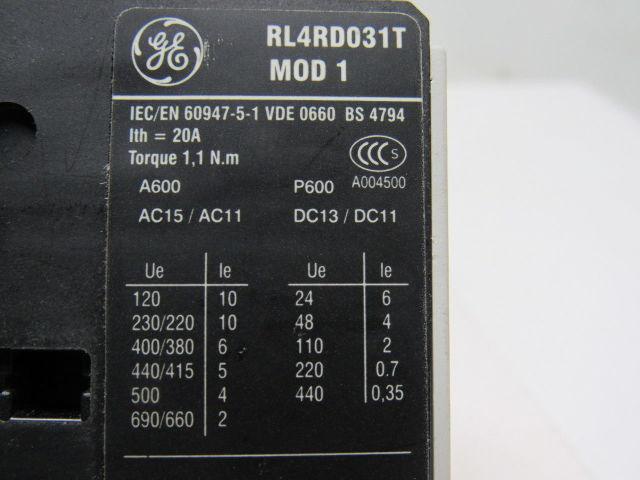 GE
RL4RD031T
MOD 1
IEC/EN 60947-5-1 VDE 0660 BS 4794
Ith = 20A
Torque 1,1 N.m
CCC S
A600 P600 A004500
AC15 / AC11 DC13 / DC11
Ue Ie Ue Ie
120 10 24 6
230/220 10 48 4
400/380 6 110 2
440/415 5 220 0.7
500 4 440 0,35
690/660 2